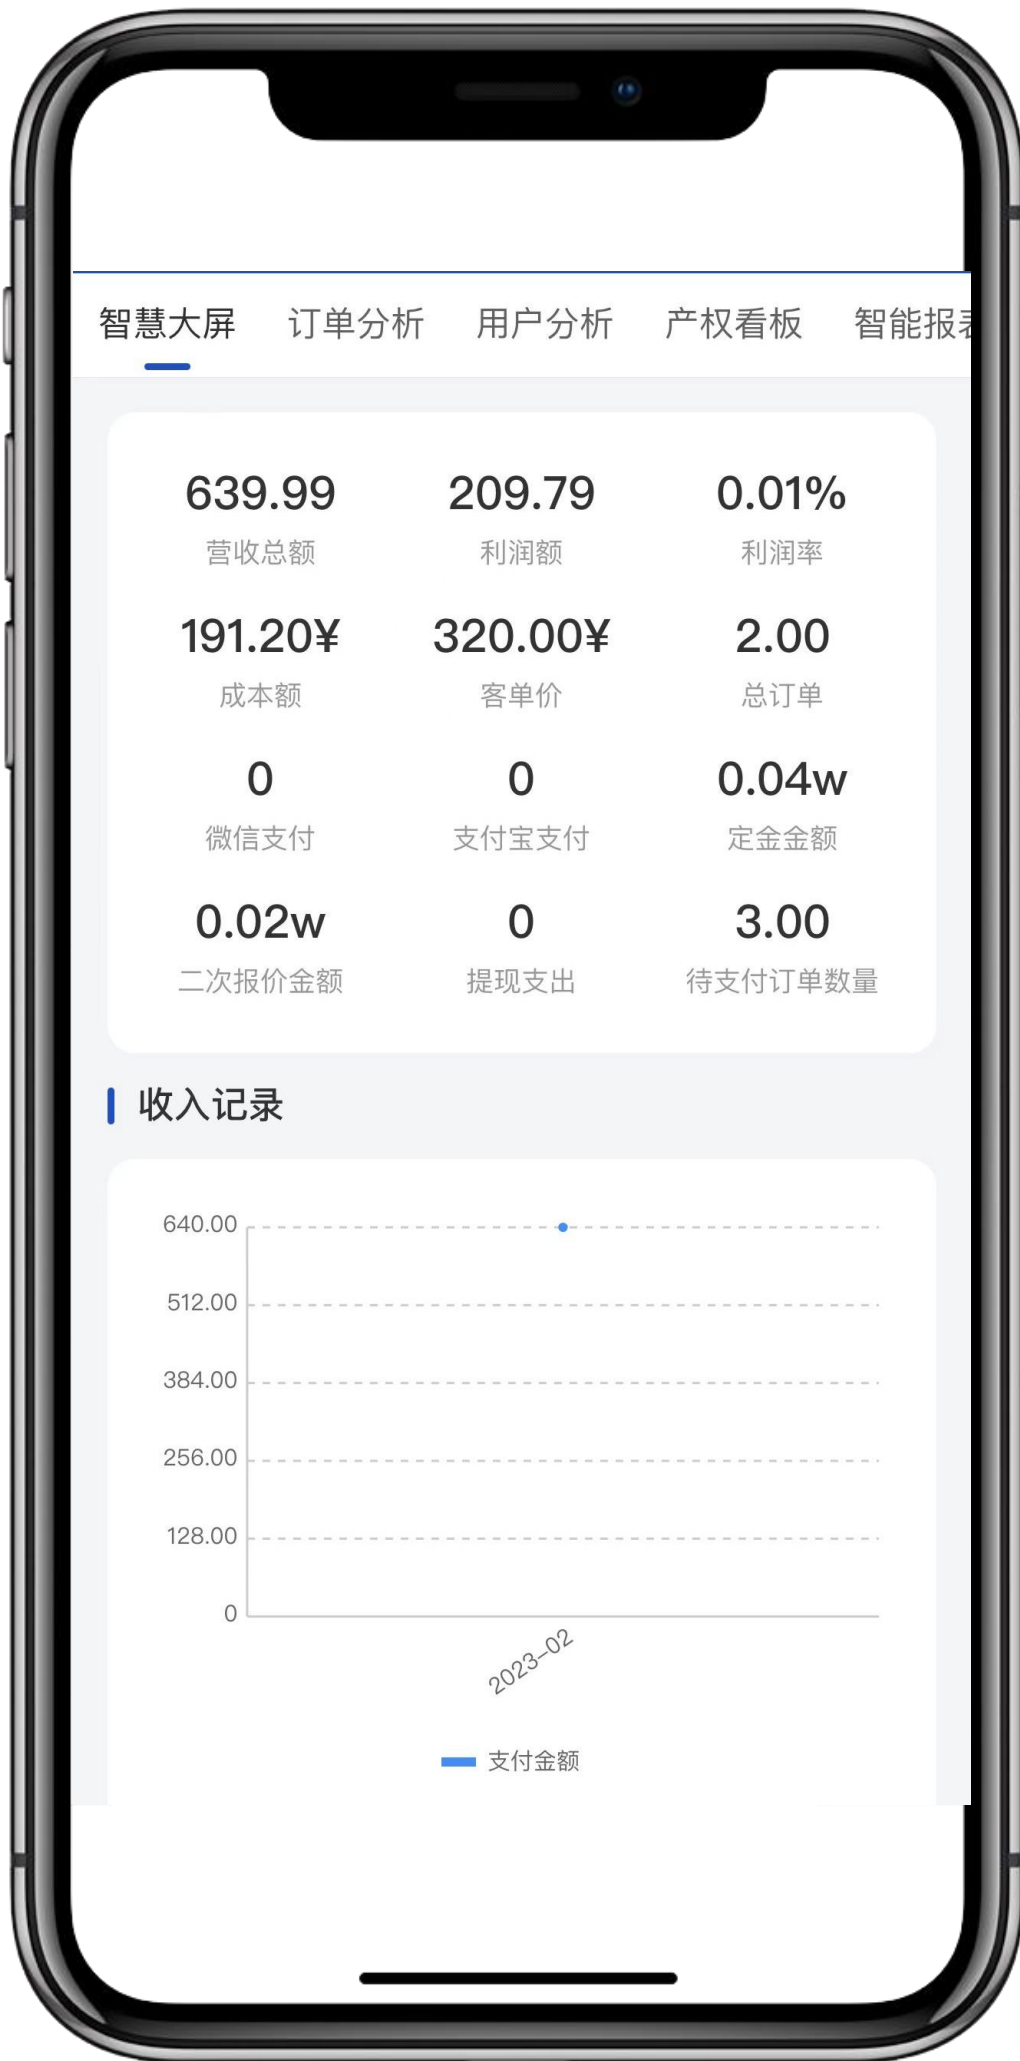 智慧大屏 订单分析 用户分析 产权看板 智能报
639.99 209.79 0.01%
营收总额 利润额 利润率
191.20¥ 320.00¥ 2.00
成本额 客单价 总订单
0 0 0.04w
微信支付 支付宝支付 定金金额
0.02w 0 3.00
二次报价金额 提现支出 待支付订单数量
收入记录
640.00
512.00
384.00
256.00
128.00
0
2023-02
支付金额